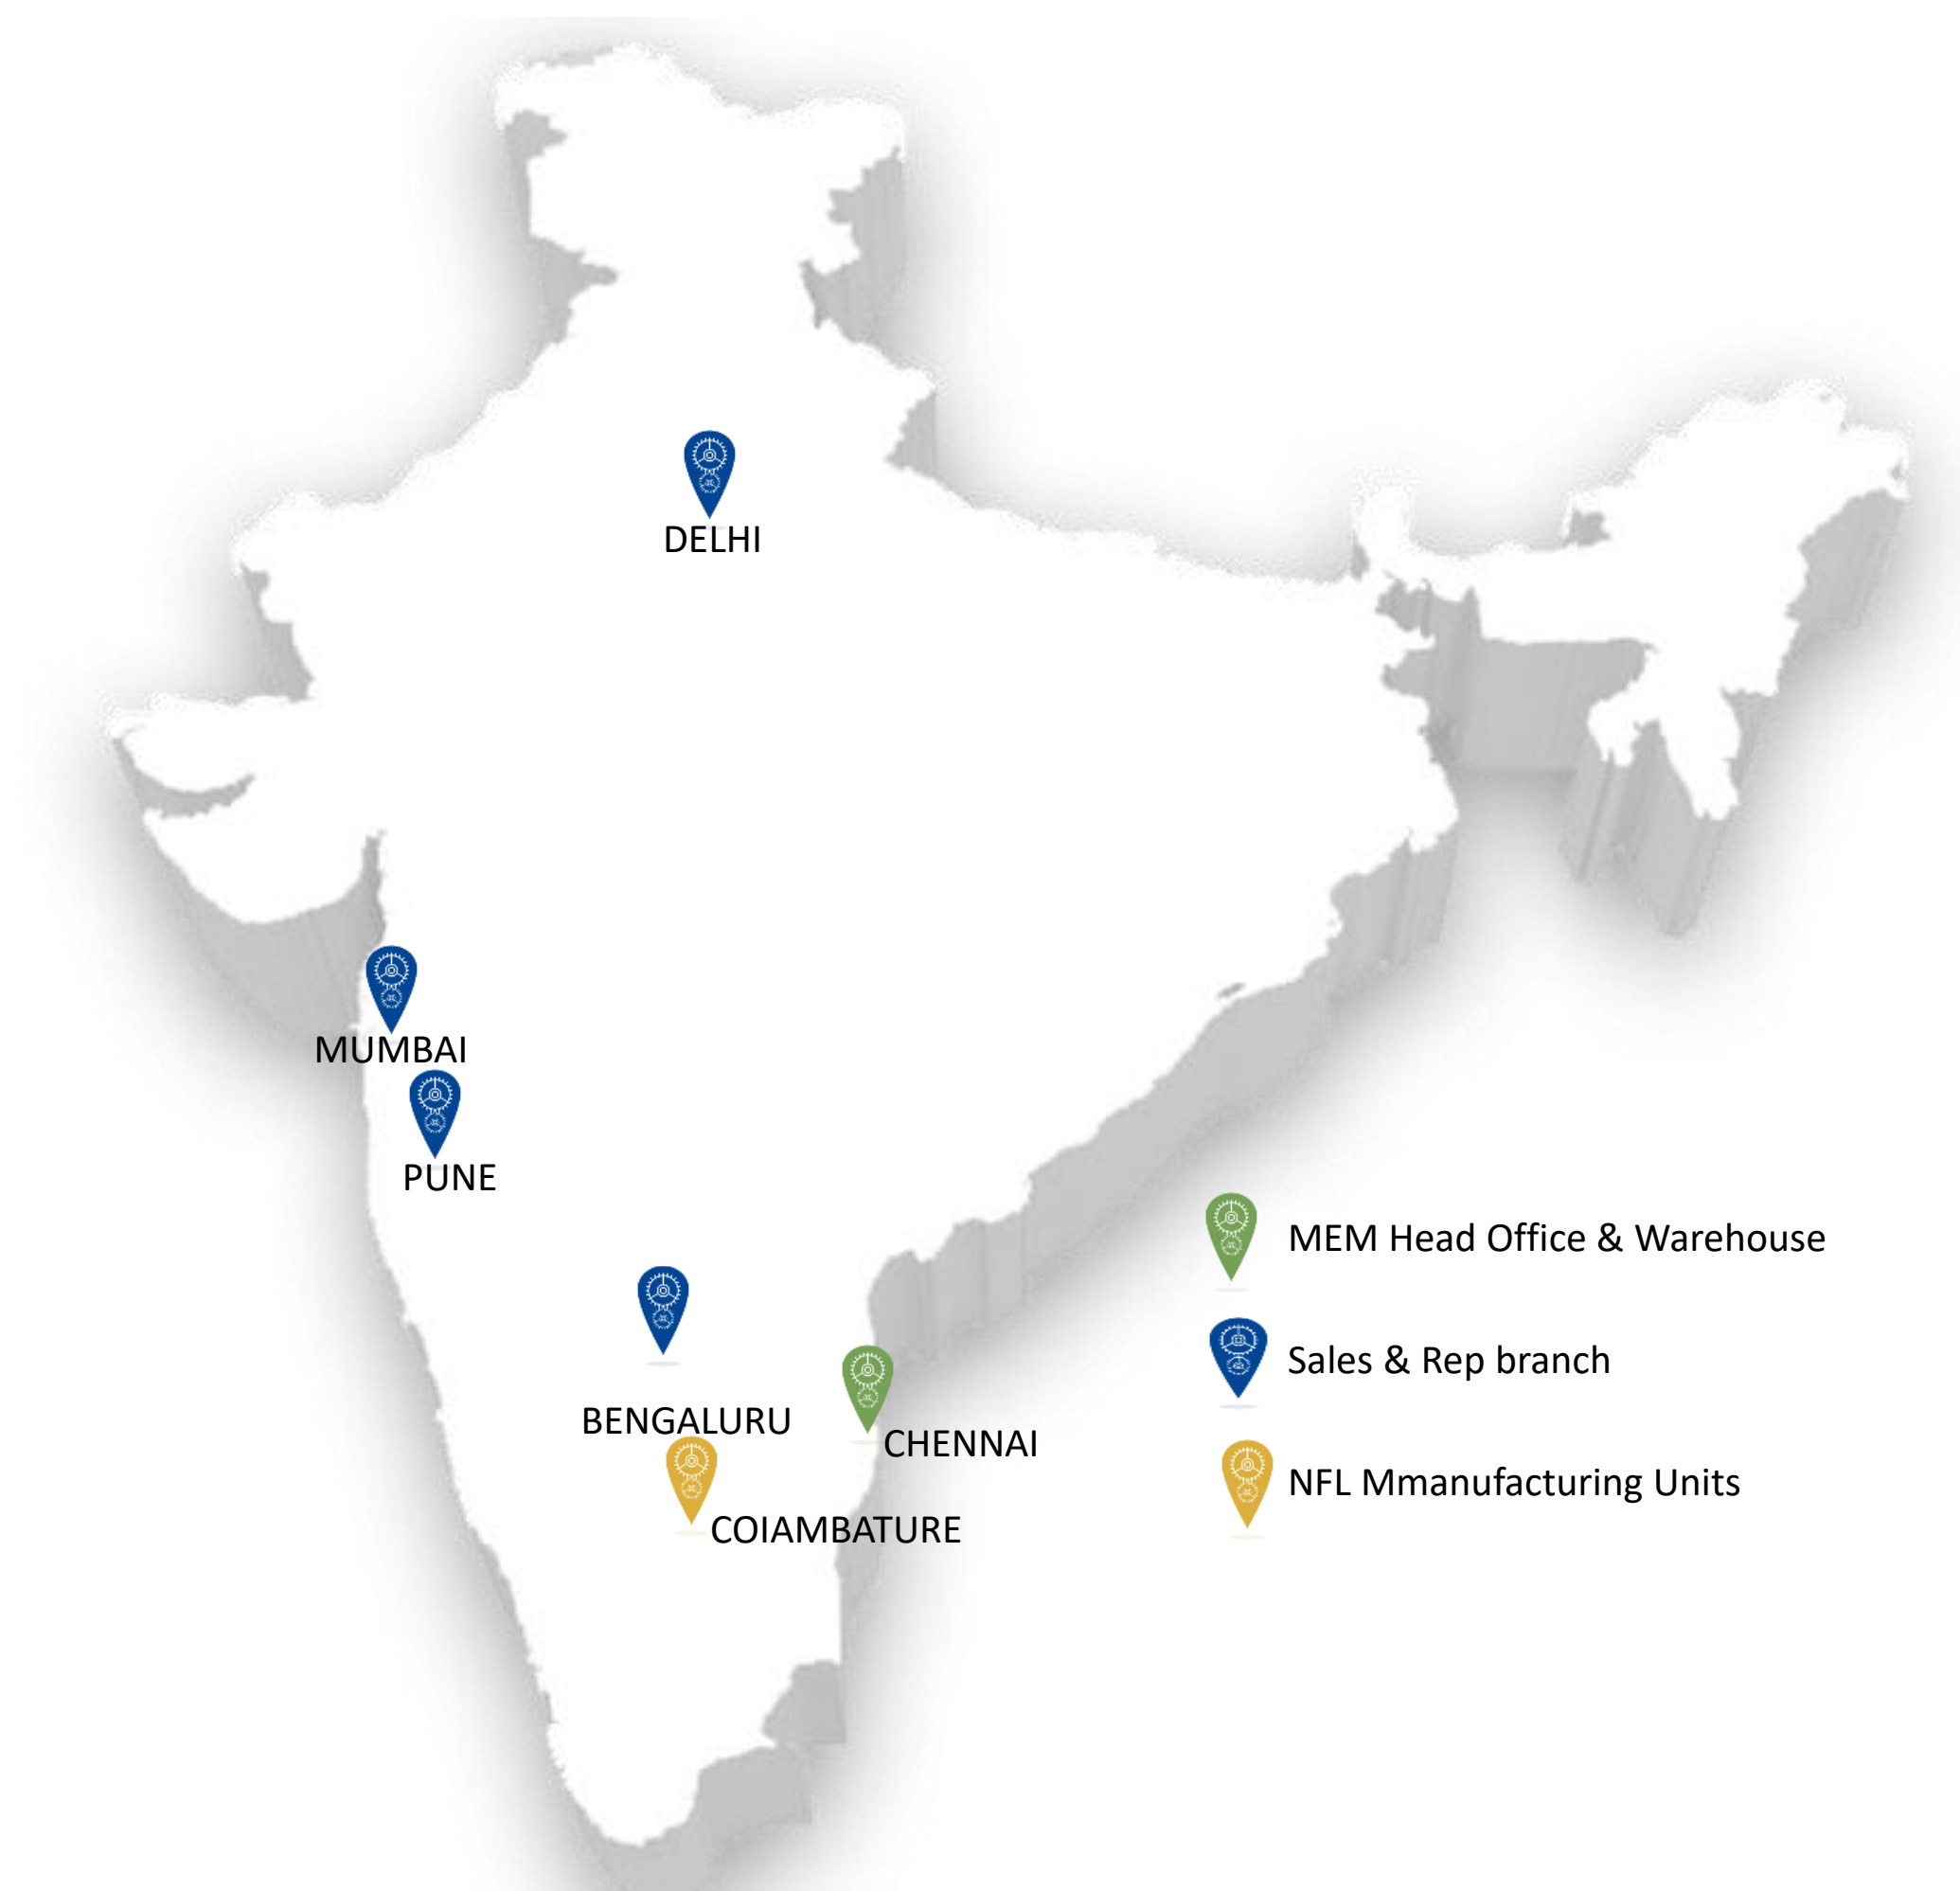 DELHI
MUMBAI
PUNE
BENGALURU
CHENNAI
COIAMBATURE
MEM Head Office & Warehouse
Sales & Rep branch
NFL Mmanufacturing Units